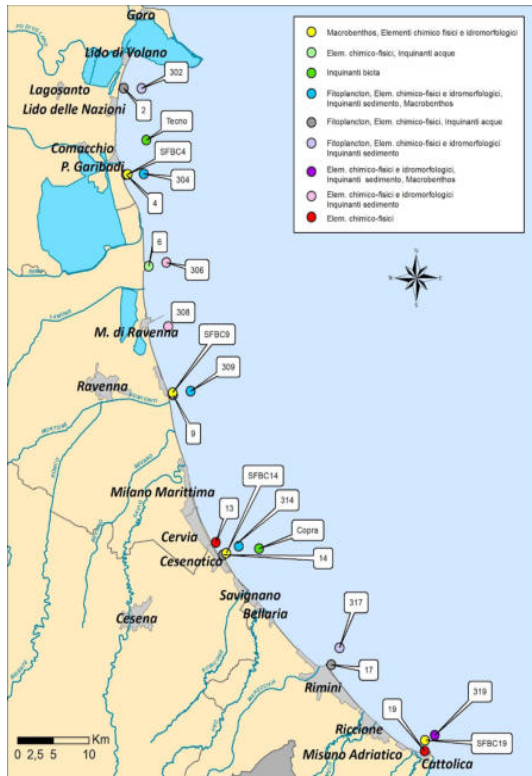 Goro
Lido di Volano
302
Lagosanto
2
Lido delle Nazioni
Tecno
Comacchio
SFBC4
P. Garibadi
304
4
6
306
LAMONE
308
M. di Ravenna
SFBC9
Ravenna
309
9
Milano Marittima
SFBC14
13
314
Cervia
Copra
Cesenatico
14
Savignano
Bellaria
Cesena
317
17
Rimini
19
319
Riccione
SFBC19
Misano Adriatico
Cattolica
Km
0 2,5 5 10
Macrobenthos, Elementi chimico fisici e idromorfologici
Elem. chimico-fisici, Inquinanti acque
Inquinanti biota
Fitoplancton, Elem. chimico-fisici e idromorfologici,
Inquinanti sedimento, Macrobenthos
Fitoplancton, Elem. chimico-fisici, Inquinanti acque
Fitoplancton, Elem. chimico-fisici e idromorfologici
Inquinanti sedimento
Elem. chimico-fisici e idromorfologici,
Inquinanti sedimento, Macrobenthos
Elem. chimico-fisici e idromorfologici
Inquinanti sedimento
Elem. chimico-fisici
N
W E
S